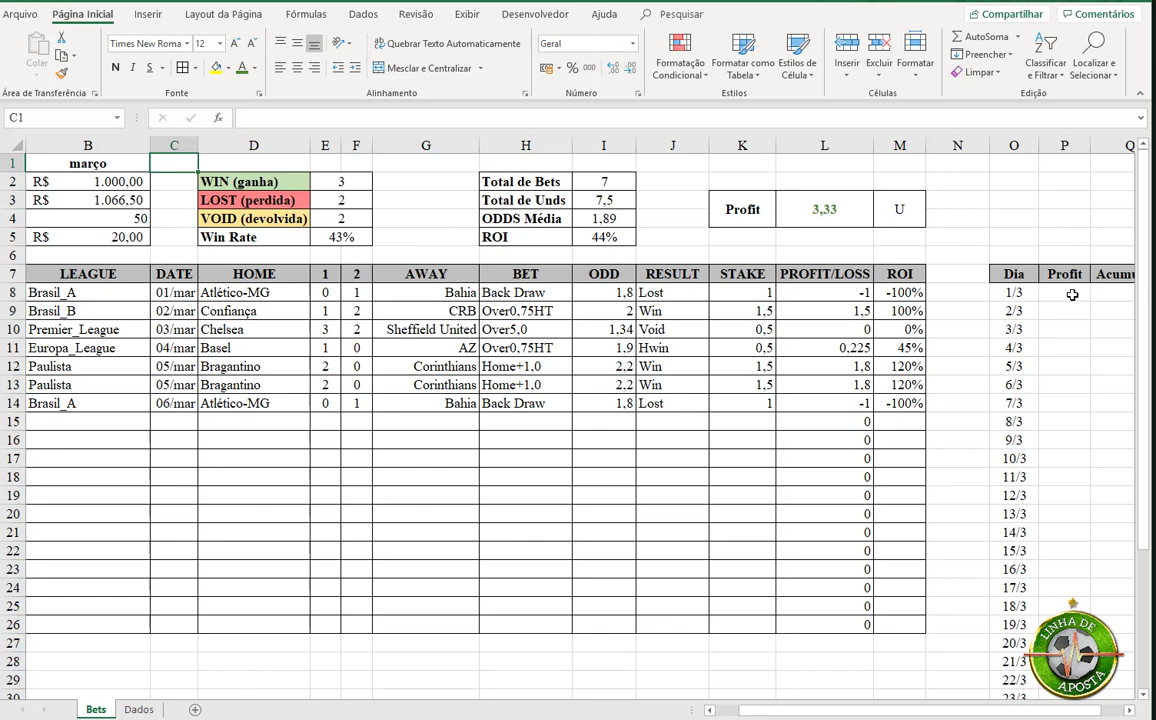 Arquivo Página Inicial Inserir Layout da Página Fórmulas Dados Revisão Exibir Desenvolvedor Ajuda Pesquisar Compartilhar Comentários
Colar
Times New Roma 12 A A
N I S A
Quebrar Texto Automaticamente
Mesclar e Centralizar
Geral
% 000
Formatação Condicional
Formatar como Tabela
Estilos de Célula
Inserir Excluir Formatar
AutoSoma
Preencher
Limpar
Classificar e Filtrar
Localizar e Selecionar
Área de Transferência Fonte Alinhamento Número Estilos Células Edição
C1 fx
B C D E F G H I J K L M N O P Q
1 março
2 R$ 1.000,00 WIN (ganha) 3 Total de Bets 7
3 R$ 1.066,50 LOST (perdida) 2 Total de Unds 7,5
Profit 3,33 U
4 50 VOID (devolvida) 2 ODDS Média 1,89
5 R$ 20,00 Win Rate 43% ROI 44%
6
7 LEAGUE DATE HOME 1 2 AWAY BET ODD RESULT STAKE PROFIT/LOSS ROI Dia Profit Acumu
8 Brasil_A 01/mar Atlético-MG 0 1 Bahia Back Draw 1,8 Lost 1 -1 -100% 1/3
9 Brasil_B 02/mar Confiança 1 2 CRB Over0,75HT 2 Win 1,5 1,5 100% 2/3
10 Premier_League 03/mar Chelsea 3 2 Sheffield United Over5,0 1,34 Void 0,5 0 0% 3/3
11 Europa_League 04/mar Basel 1 0 AZ Over0,75HT 1,9 Hwin 0,5 0,225 45% 4/3
12 Paulista 05/mar Bragantino 2 0 Corinthians Home+1,0 2,2 Win 1,5 1,8 120% 5/3
13 Paulista 05/mar Bragantino 2 0 Corinthians Home+1,0 2,2 Win 1,5 1,8 120% 6/3
14 Brasil_A 06/mar Atlético-MG 0 1 Bahia Back Draw 1,8 Lost 1 -1 -100% 7/3
15 0 8/3
16 0 9/3
17 0 10/3
18 0 11/3
19 0 12/3
20 0 13/3
21 0 14/3
22 0 15/3
23 0 16/3
24 0 17/3
25 0 18/3
26 0 19/3
27 20/3
28 21/3
29 22/3
30 23/3
LINHA DE
APOSTA
Bets Dados